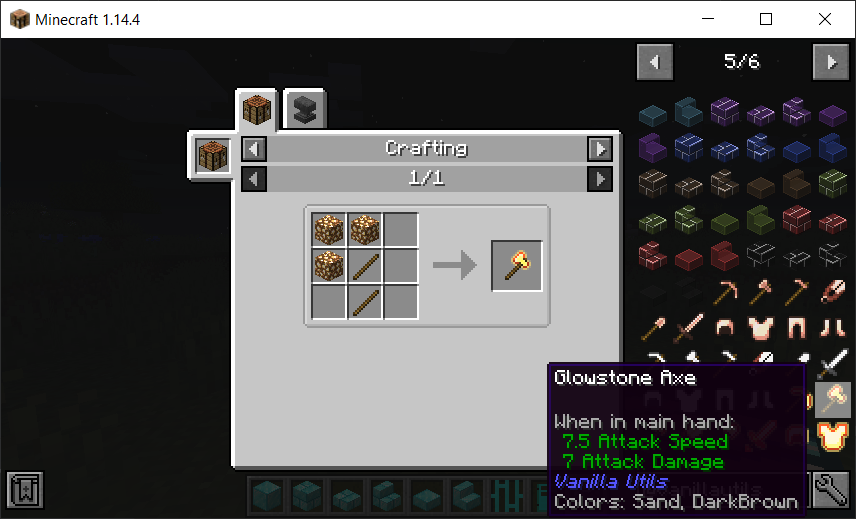 Minecraft 1.14.4
5/6
Crafting
1/1
Glowstone Axe
When in main hand:
7.5 Attack Speed
7 Attack Damage
Vanilla Utils
Colors: Sand, DarkBrown